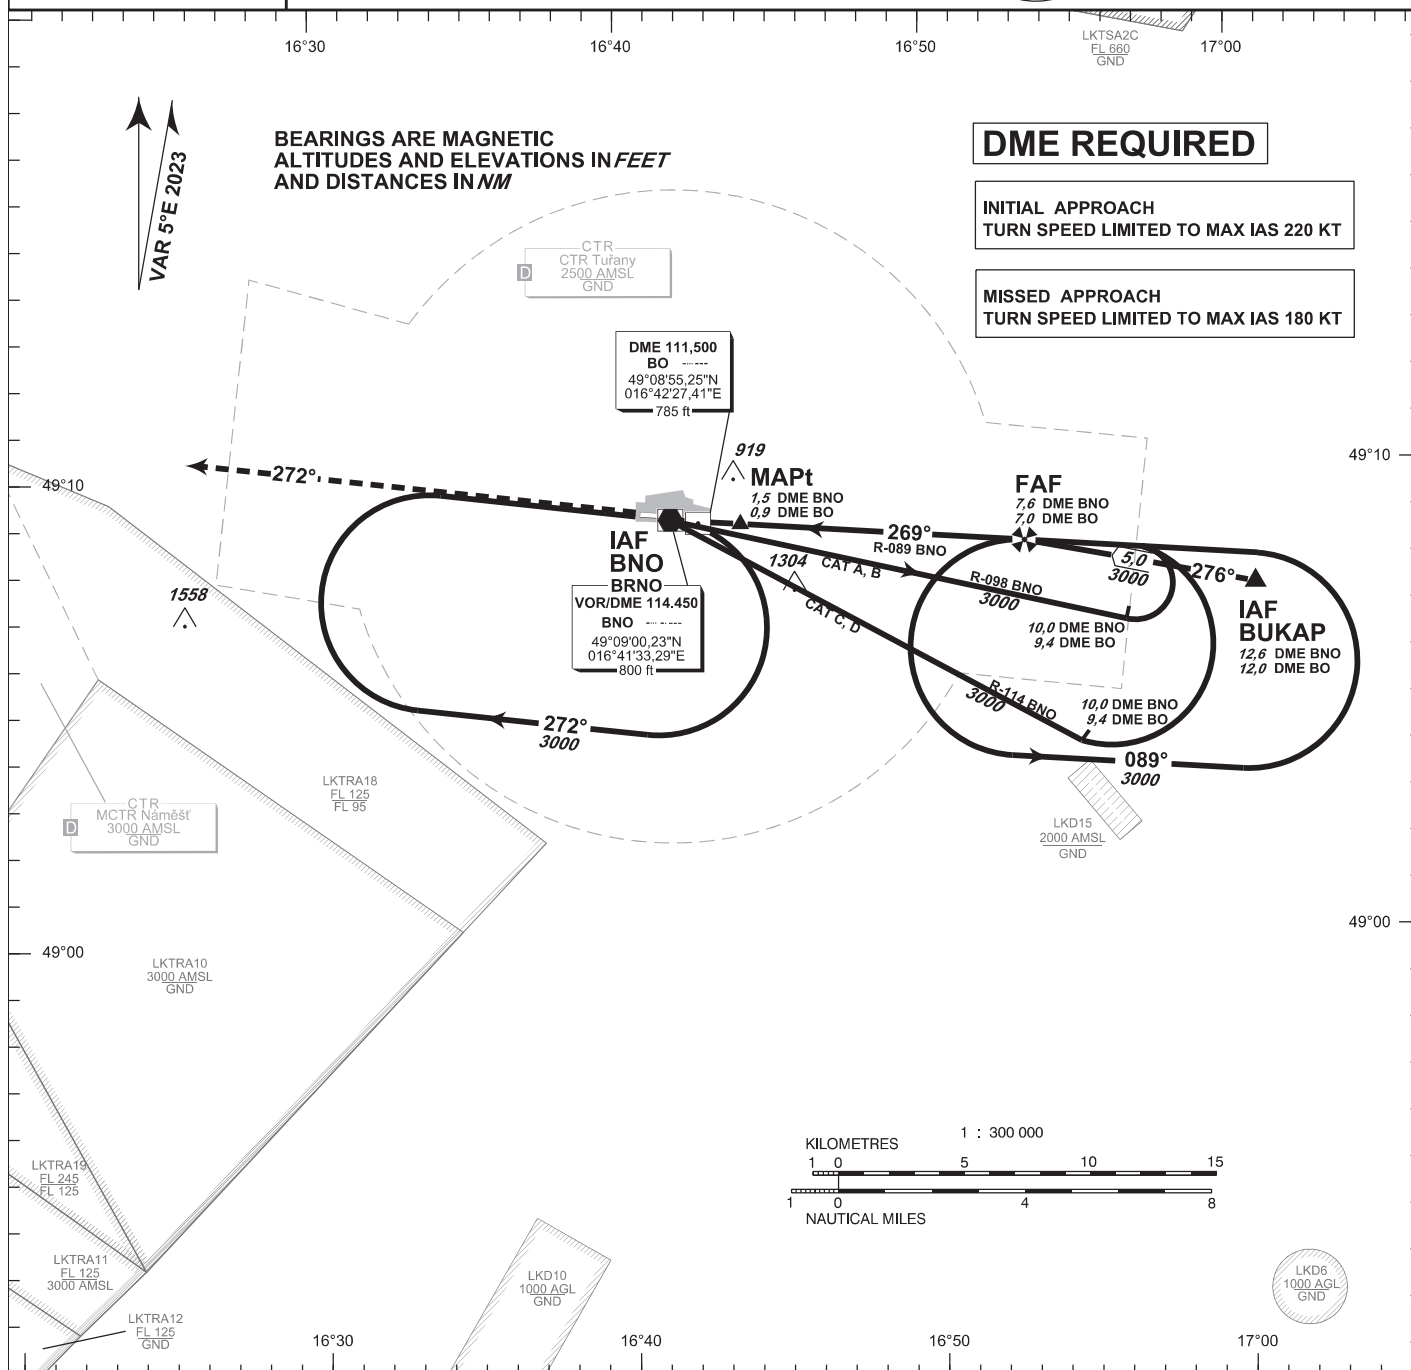 16°30
16°40
16°50
17°00
LKTSA2C
FL 660
GND
VAR 5°E 2023
BEARINGS ARE MAGNETIC
ALTITUDES AND ELEVATIONS IN FEET
AND DISTANCES IN NM
DME REQUIRED
INITIAL APPROACH
TURN SPEED LIMITED TO MAX IAS 220 KT
MISSED APPROACH
TURN SPEED LIMITED TO MAX IAS 180 KT
CTR
CTR Tuřany
D
2500 AMSL
GND
DME 111,500
BO
49°08'55,25"N
016°42'27,41"E
785 ft
919
MAPt
1,5 DME BNO
0,9 DME BO
FAF
7,6 DME BNO
7,0 DME BO
49°10
49°10
272°
269°
R-089 BNO
IAF
BNO
BRNO
VOR/DME 114.450
BNO
49°09'00,23"N
016°41'33,29"E
800 ft
1304
CAT A, B
CAT C, D
R-098 BNO
3000
5,0
3000
276°
IAF
BUKAP
12,6 DME BNO
12,0 DME BO
10,0 DME BNO
9,4 DME BO
1558
R-114 BNO
3000
10,0 DME BNO
9,4 DME BO
272°
3000
089°
3000
LKTRA18
FL 125
FL 95
CTR
MCTR Náměšť
D
3000 AMSL
GND
LKD15
2000 AMSL
GND
49°00
49°00
LKTRA10
3000 AMSL
GND
1 : 300 000
KILOMETRES
1 0 5 10 15
1 0 4 8
NAUTICAL MILES
LKTRA19
FL 245
FL 125
LKTRA11
FL 125
3000 AMSL
LKTRA12
FL 125
GND
LKD10
1000 AGL
GND
LKD6
1000 AGL
GND
16°30
16°40
16°50
17°00